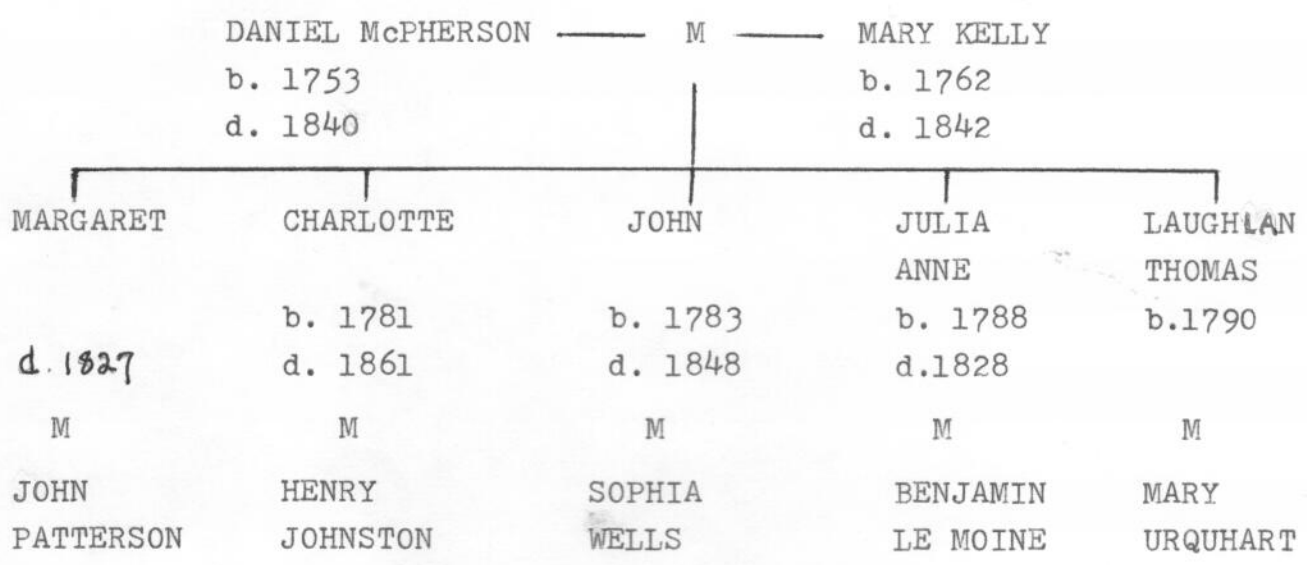 DANIEL McPHERSON — M — MARY KELLY
b. 1753 b. 1762
d. 1840 d. 1842
MARGARET CHARLOTTE JOHN JULIA LAUGHLAN
ANNE THOMAS
b. 1781 b. 1783 b. 1788 b.1790
d. 1827 d. 1861 d. 1848 d.1828
M M M M M
JOHN HENRY SOPHIA BENJAMIN MARY
PATTERSON JOHNSTON WELLS LE MOINE URQUHART